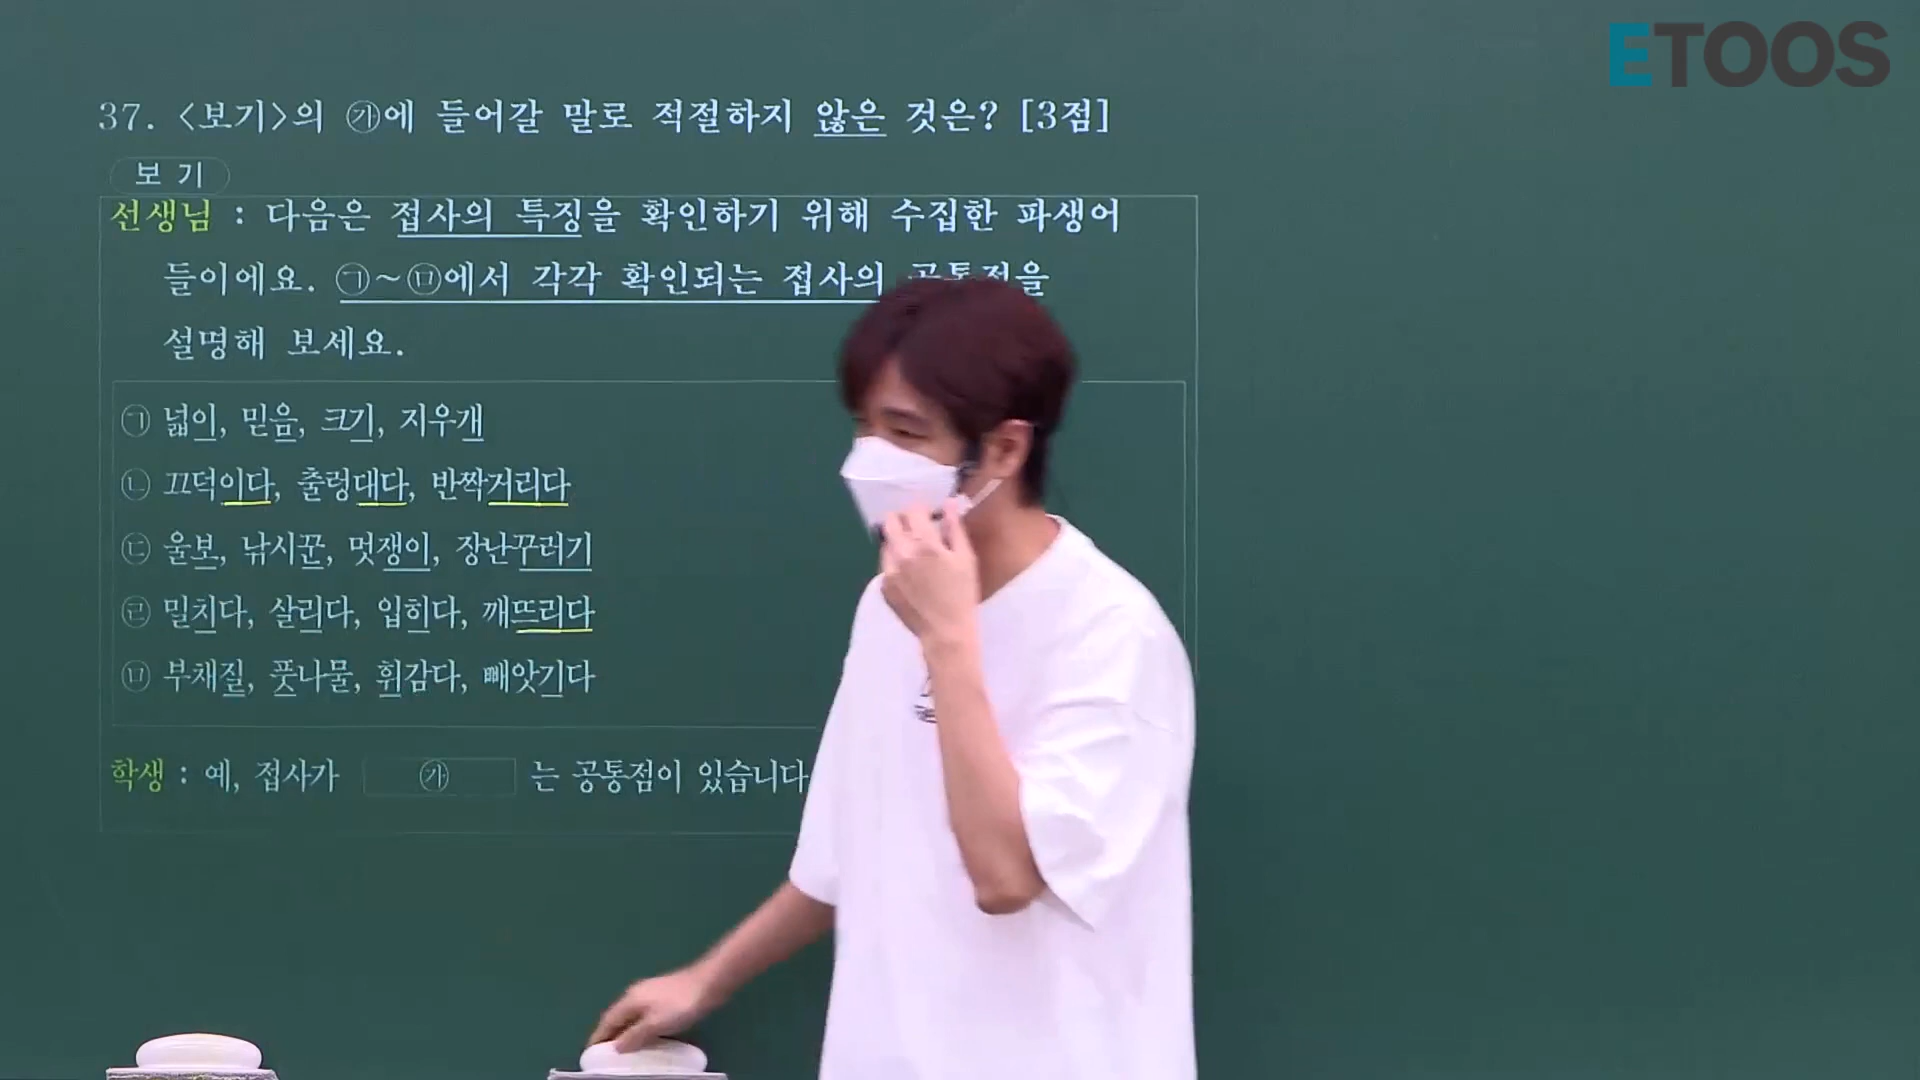 ETOOS
37. <보기>의 ㉮에 들어갈 말로 적절하지 않은 것은? [3점]
보 기
선생님 : 다음은 접사의 특징을 확인하기 위해 수집한 파생어
들이에요. ㉠~㉤에서 각각 확인되는 접사의 공통점을
설명해 보세요.
㉠ 넓이, 믿음, 크기, 지우개
㉡ 끄덕이다, 출렁대다, 반짝거리다
㉢ 울보, 낚시꾼, 멋쟁이, 장난꾸러기
㉣ 밀치다, 살리다, 입히다, 깨뜨리다
㉤ 부채질, 풋나물, 휘감다, 빼앗기다
학생 : 예, 접사가 ㉮ 는 공통점이 있습니다